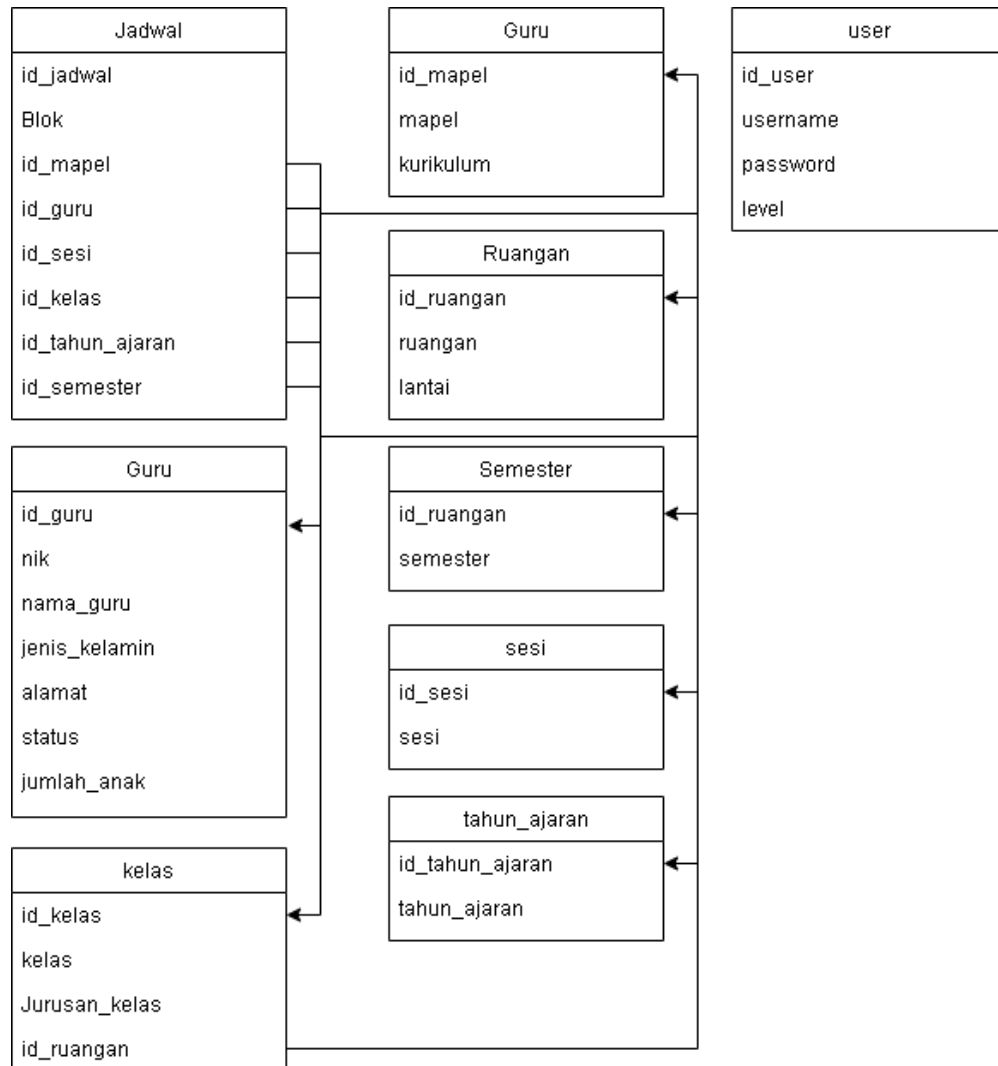 Jadwal
id_jadwal
Blok
id_mapel
id_guru
id_sesi
id_kelas
id_tahun_ajaran
id_semester
Guru
id_mapel
mapel
kurikulum
user
id_user
username
password
level
Ruangan
id_ruangan
ruangan
lantai
Guru
id_guru
nik
nama_guru
jenis_kelamin
alamat
status
jumlah_anak
Semester
id_ruangan
semester
sesi
id_sesi
sesi
tahun_ajaran
id_tahun_ajaran
tahun_ajaran
kelas
id_kelas
kelas
Jurusan_kelas
id_ruangan